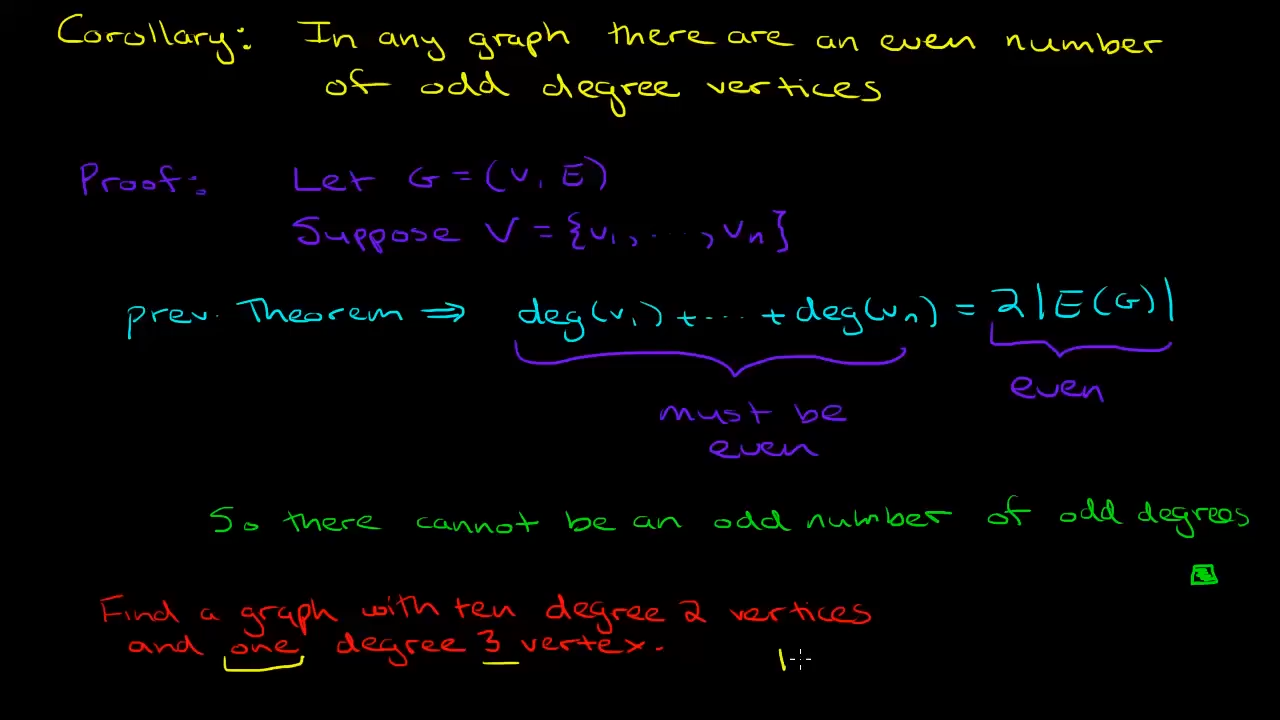 Corollary: In any graph there are an even number
of odd degree vertices
Proof: Let G = (V, E)
Suppose V = {v₁, ..., vₙ}
prev. Theorem ⇒ deg(v₁) + ... + deg(vₙ) = 2|E(G)|
even
must be
even
So there cannot be an odd number of odd degrees
Find a graph with ten degree 2 vertices
and one degree 3 vertex.